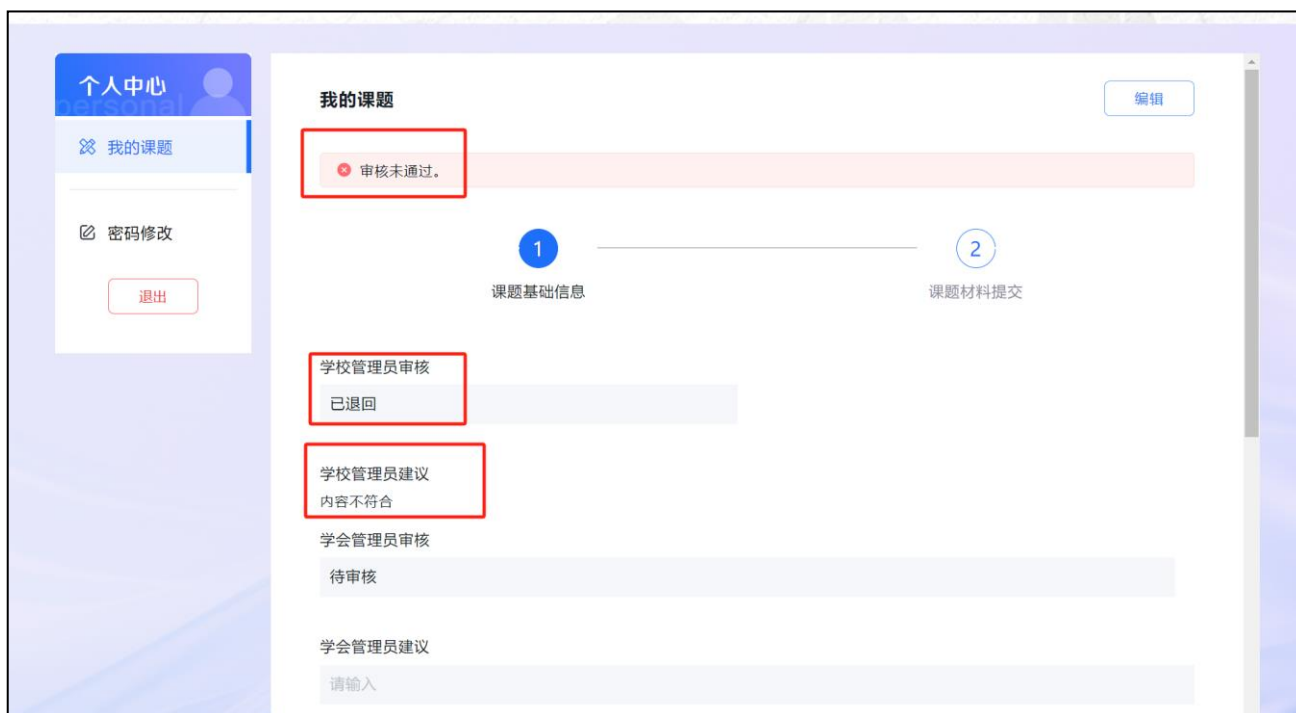 个人中心
personal
我的课题
密码修改
退出
我的课题
编辑
审核未通过。
1
2
课题基础信息
课题材料提交
学校管理员审核
已退回
学校管理员建议
内容不符合
学会管理员审核
待审核
学会管理员建议
请输入